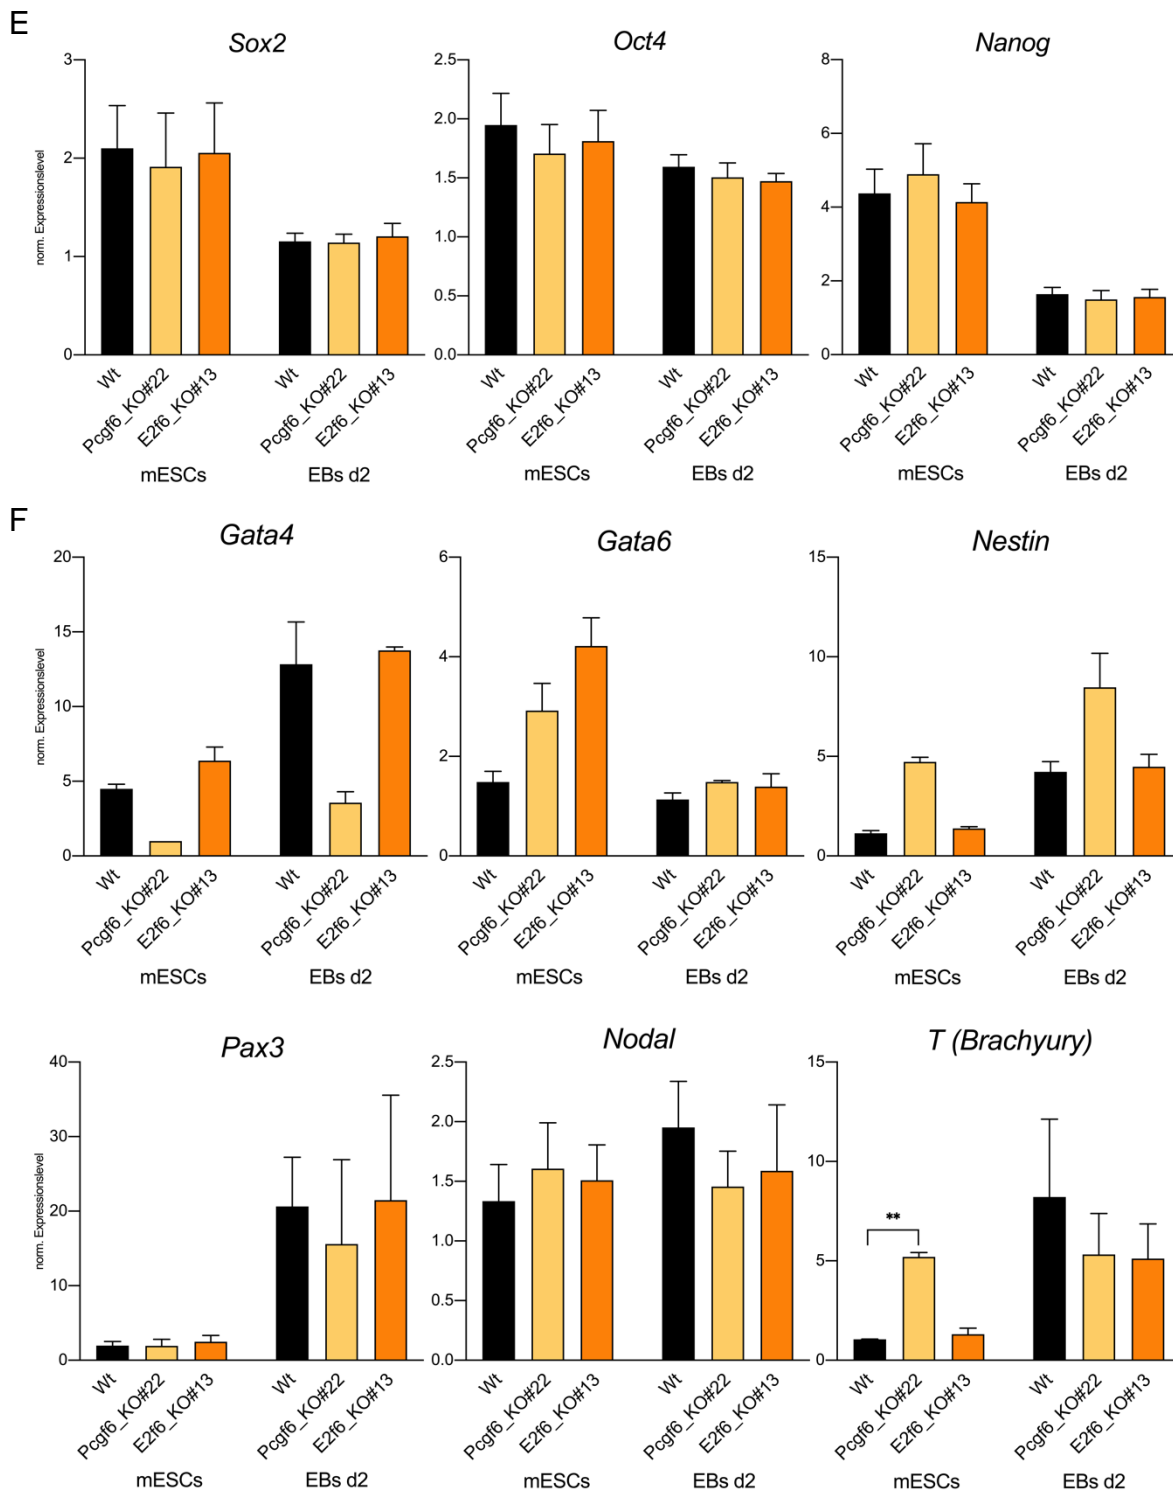 E
Sox2
Oct4
Nanog
norm. Expressionslevel
3
2
1
0
2.5
2.0
1.5
1.0
0.5
0.0
8
6
4
2
0
Wt
Pcgf6_KO#22
E2f6_KO#13
Wt
Pcgf6_KO#22
E2f6_KO#13
mESCs
EBs d2
Wt
Pcgf6_KO#22
E2f6_KO#13
Wt
Pcgf6_KO#22
E2f6_KO#13
mESCs
EBs d2
Wt
Pcgf6_KO#22
E2f6_KO#13
Wt
Pcgf6_KO#22
E2f6_KO#13
mESCs
EBs d2
F
Gata4
Gata6
Nestin
norm. Expressionslevel
20
15
10
5
0
6
4
2
0
15
10
5
0
Wt
Pcgf6_KO#22
E2f6_KO#13
Wt
Pcgf6_KO#22
E2f6_KO#13
mESCs
EBs d2
Wt
Pcgf6_KO#22
E2f6_KO#13
Wt
Pcgf6_KO#22
E2f6_KO#13
mESCs
EBs d2
Wt
Pcgf6_KO#22
E2f6_KO#13
Wt
Pcgf6_KO#22
E2f6_KO#13
mESCs
EBs d2
Pax3
Nodal
T (Brachyury)
norm. Expressionslevel
40
30
20
10
0
2.5
2.0
1.5
1.0
0.5
0.0
15
10
5
0
**
Wt
Pcgf6_KO#22
E2f6_KO#13
Wt
Pcgf6_KO#22
E2f6_KO#13
mESCs
EBs d2
Wt
Pcgf6_KO#22
E2f6_KO#13
Wt
Pcgf6_KO#22
E2f6_KO#13
mESCs
EBs d2
Wt
Pcgf6_KO#22
E2f6_KO#13
Wt
Pcgf6_KO#22
E2f6_KO#13
mESCs
EBs d2